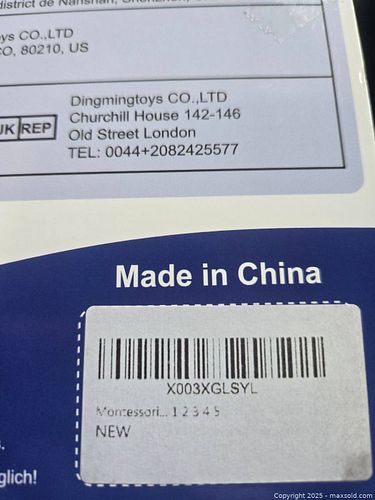 district de Nanshan, Shenzhen,
ys CO.,LTD
CO, 80210, US
UK REP
Dingmingtoys CO.,LTD
Churchill House 142-146
Old Street London
TEL: 0044+2082425577
Made in China
X003XGLSYL
Montessori... 1 2 3 4 5
NEW
s.
glich!
Copyright © 2025 - maxsold.com